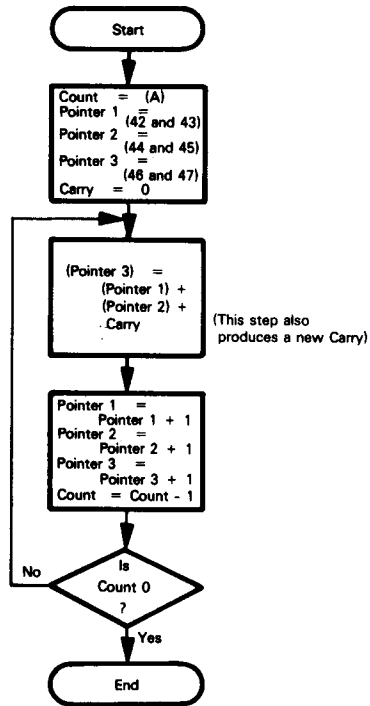 Start
Count = (A)
Pointer 1 =
(42 and 43)
Pointer 2 =
(44 and 45)
Pointer 3 =
(46 and 47)
Carry = 0
(Pointer 3) =
(Pointer 1) +
(Pointer 2) +
Carry
(This step also
produces a new Carry)
Pointer 1 =
Pointer 1 + 1
Pointer 2 =
Pointer 2 + 1
Pointer 3 =
Pointer 3 + 1
Count = Count - 1
Is
Count 0
?
No
Yes
End